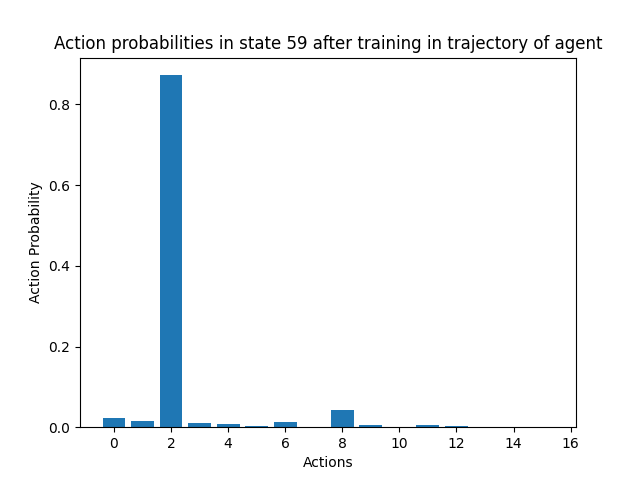 Action probabilities in state 59 after training in trajectory of agent
Action Probability
0.8
0.6
0.4
0.2
0.0
0 2 4 6 8 10 12 14 16
Actions